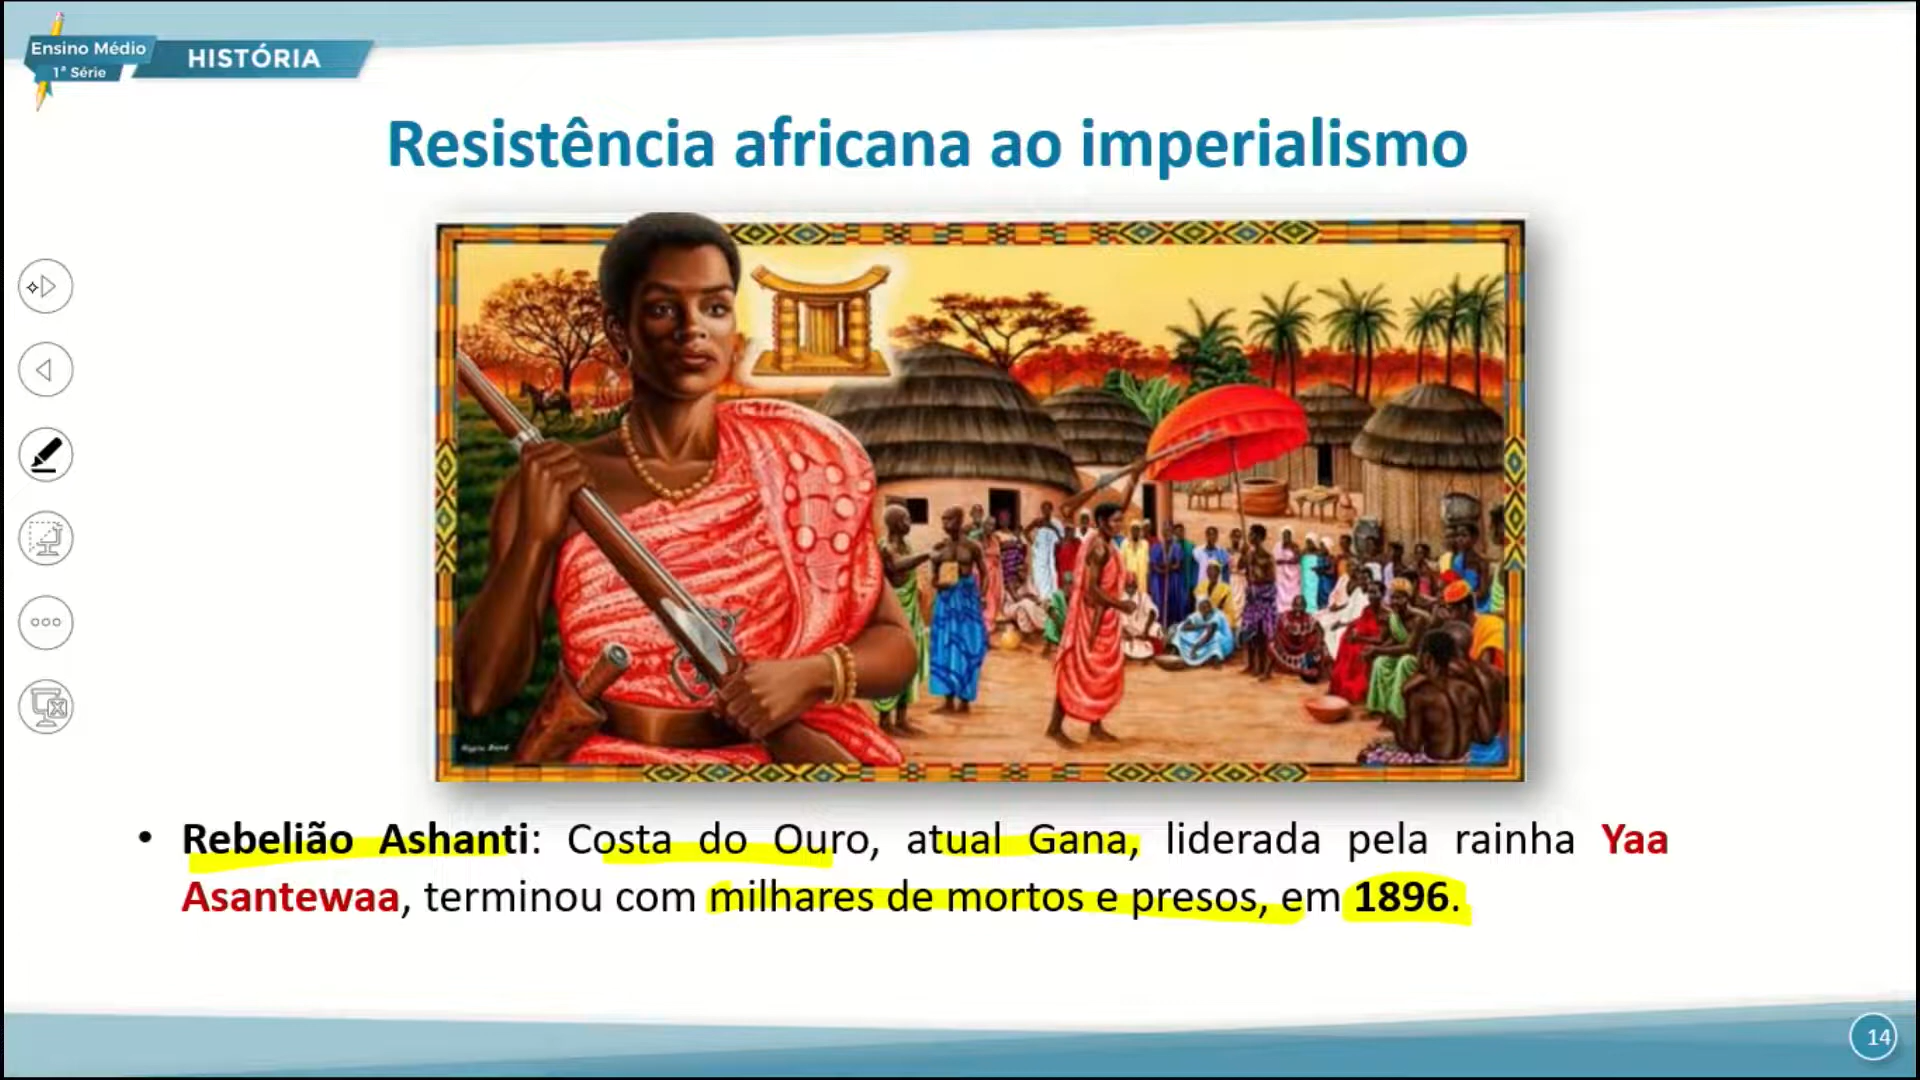 Ensino Médio
1ª Série
HISTÓRIA
Resistência africana ao imperialismo
• Rebelião Ashanti: Costa do Ouro, atual Gana, liderada pela rainha Yaa
Asantewaa, terminou com milhares de mortos e presos, em 1896.
14